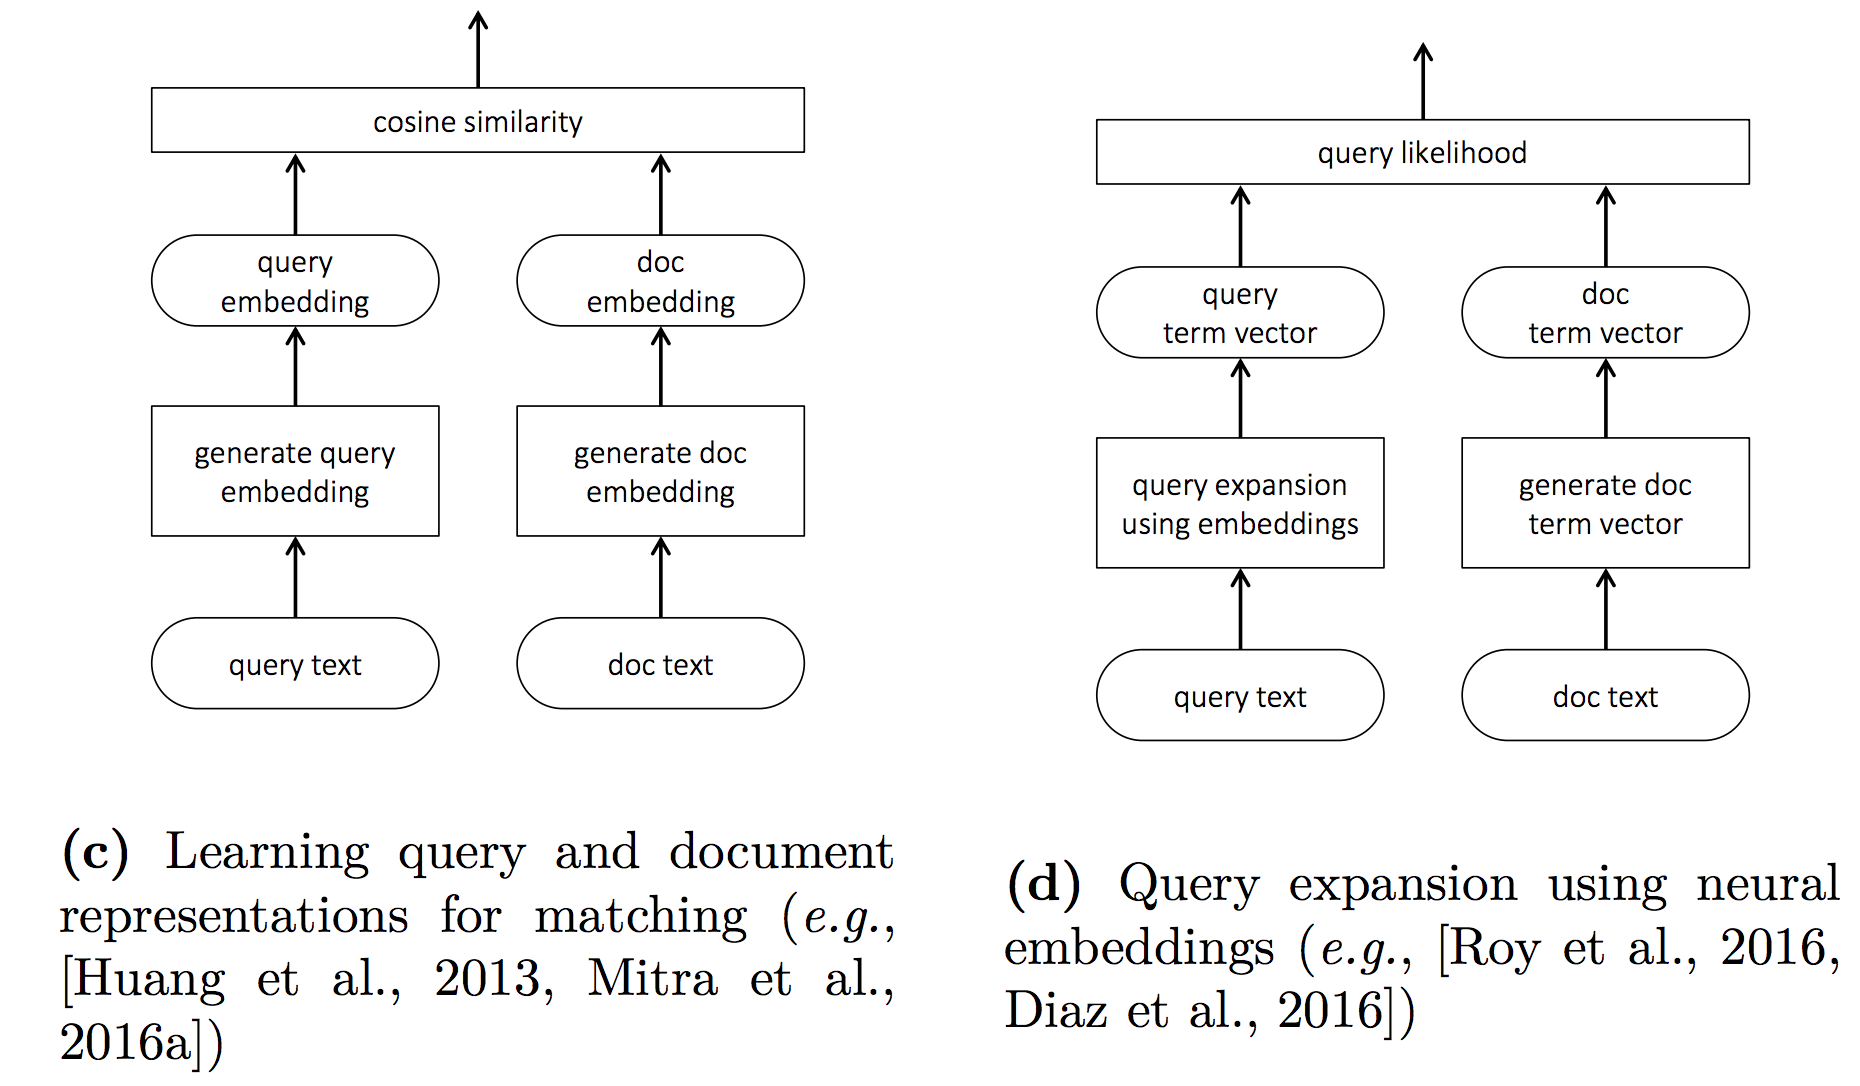 cosine similarity
query
embedding
doc
embedding
generate query
embedding
generate doc
embedding
query text
doc text
(c) Learning query and document
representations for matching (e.g.,
[Huang et al., 2013, Mitra et al.,
2016a])
query likelihood
query
term vector
doc
term vector
query expansion
using embeddings
generate doc
term vector
query text
doc text
(d) Query expansion using neural
embeddings (e.g., [Roy et al., 2016,
Diaz et al., 2016])